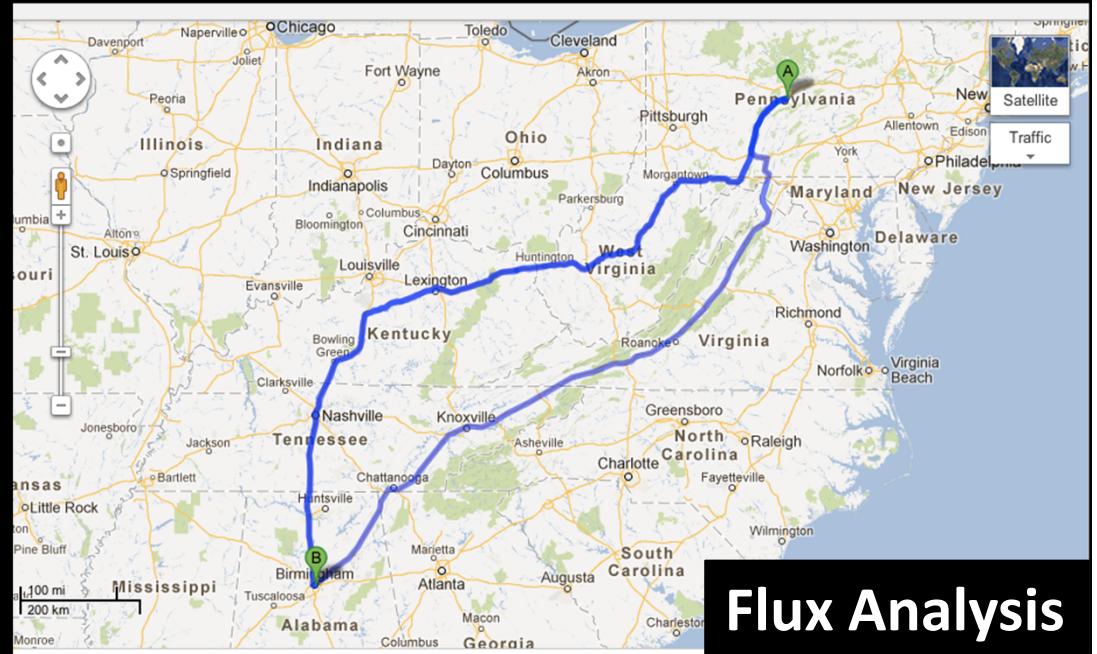 Chicago
Naperville
Davenport
Joliet
Toledo
Cleveland
Fort Wayne
Akron
A
Pennsylvania
Satellite
Traffic
New
Peoria
Pittsburgh
Allentown
Edison
Illinois
Indiana
Ohio
Dayton
Columbus
York
Philadelphia
Springfield
Indianapolis
Morgantown
Maryland
New Jersey
Parkersburg
Columbus
Bloomington
Cincinnati
Alton
St. Louis
Washington
Delaware
West
Virginia
Huntington
Louisville
Lexington
Evansville
Richmond
Kentucky
Bowling
Green
Roanoke
Virginia
Norfolk
Virginia
Beach
Clarksville
Nashville
Knoxville
Greensboro
Jonesboro
Jackson
Tennessee
Asheville
North
Carolina
Raleigh
Bartlett
Chattanooga
Charlotte
Fayetteville
ansas
Little Rock
Huntsville
Pine Bluff
Wilmington
B
Marietta
Birmingham
Atlanta
Augusta
South
Carolina
100 mi
200 km
Mississippi
Tuscaloosa
Alabama
Macon
Columbus
Georgia
Monroe
Flux Analysis